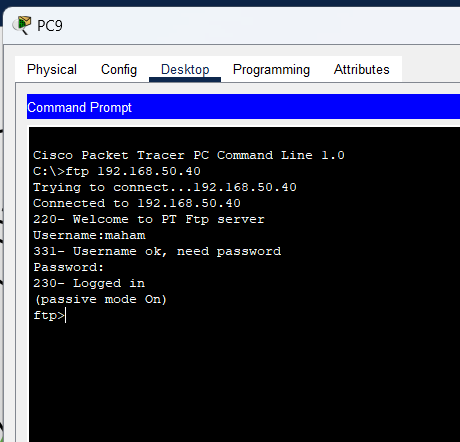 PC9
Physical Config Desktop Programming Attributes
Command Prompt
Cisco Packet Tracer PC Command Line 1.0
C:\>ftp 192.168.50.40
Trying to connect...192.168.50.40
Connected to 192.168.50.40
220- Welcome to PT Ftp server
Username:maham
331- Username ok, need password
Password:
230- Logged in
(passive mode On)
ftp>